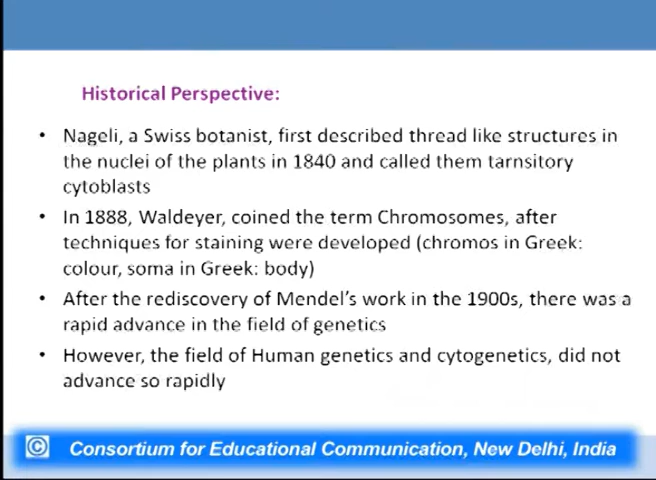 Historical Perspective:
• Nageli, a Swiss botanist, first described thread like structures in
the nuclei of the plants in 1840 and called them tarnsitory
cytoblasts
• In 1888, Waldeyer, coined the term Chromosomes, after
techniques for staining were developed (chromos in Greek:
colour, soma in Greek: body)
• After the rediscovery of Mendel's work in the 1900s, there was a
rapid advance in the field of genetics
• However, the field of Human genetics and cytogenetics, did not
advance so rapidly
© Consortium for Educational Communication, New Delhi, India